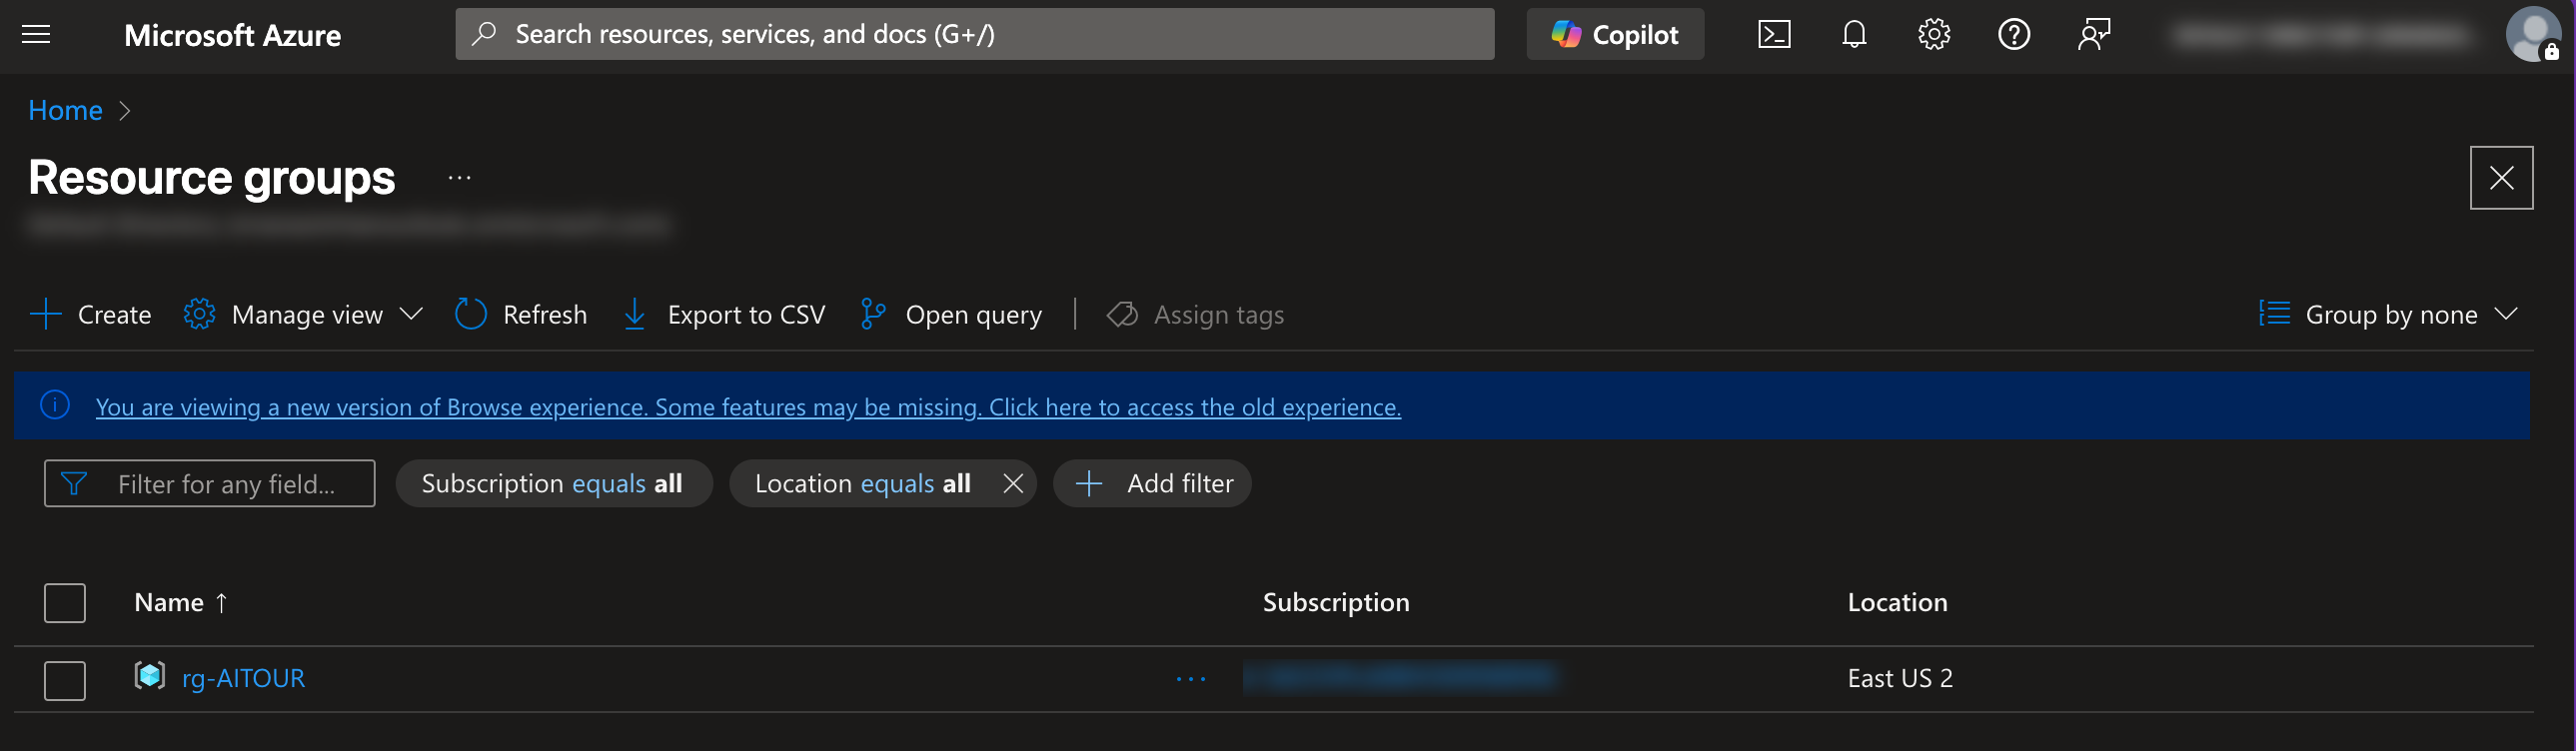 Microsoft Azure
Search resources, services, and docs (G+/)
Copilot
Home
Resource groups
Create
Manage view
Refresh
Export to CSV
Open query
Assign tags
Group by none
You are viewing a new version of Browse experience. Some features may be missing. Click here to access the old experience.
Filter for any field...
Subscription equals all
Location equals all
Add filter
Name ↑
Subscription
Location
rg-AITOUR
East US 2